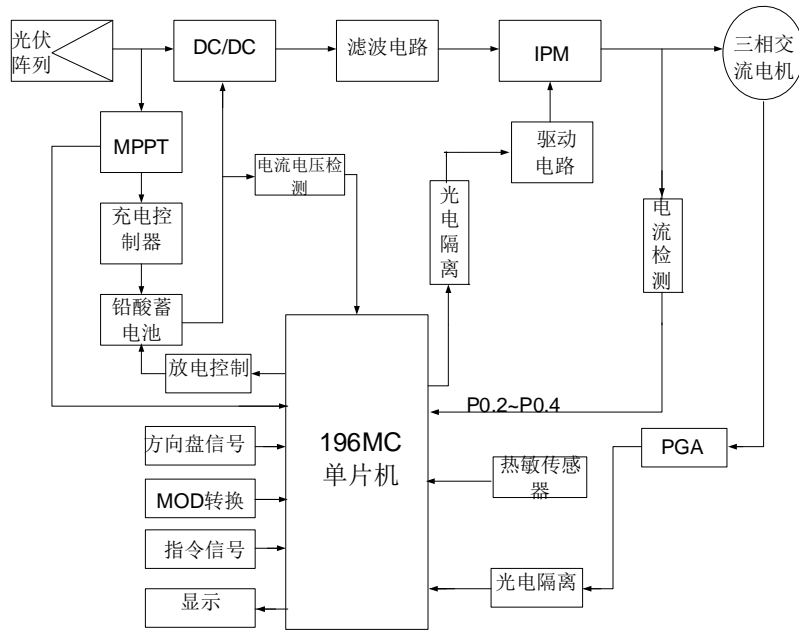 光伏
阵列
DC/DC
滤波电路
IPM
三相交
流电机
MPPT
电流电压检
测
驱动
电路
充电控
制器
光
电
隔
离
电
流
检
测
铅酸蓄
电池
放电控制
P0.2~P0.4
196MC
单片机
方向盘信号
PGA
热敏传感
器
MOD转换
指令信号
光电隔离
显示